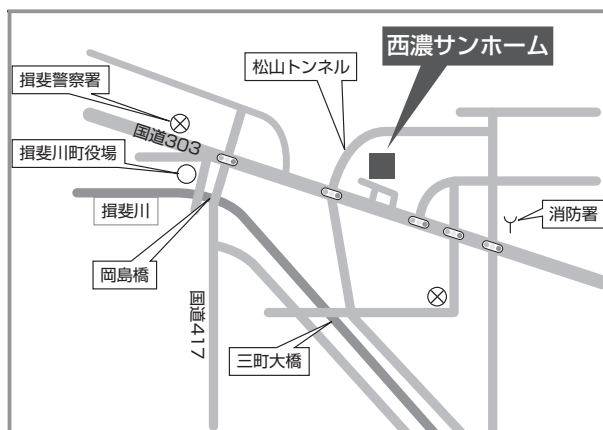 西濃サンホーム
松山トンネル
揖斐警察署
国道303
揖斐川町役場
揖斐川
消防署
岡島橋
国道417
三町大橋